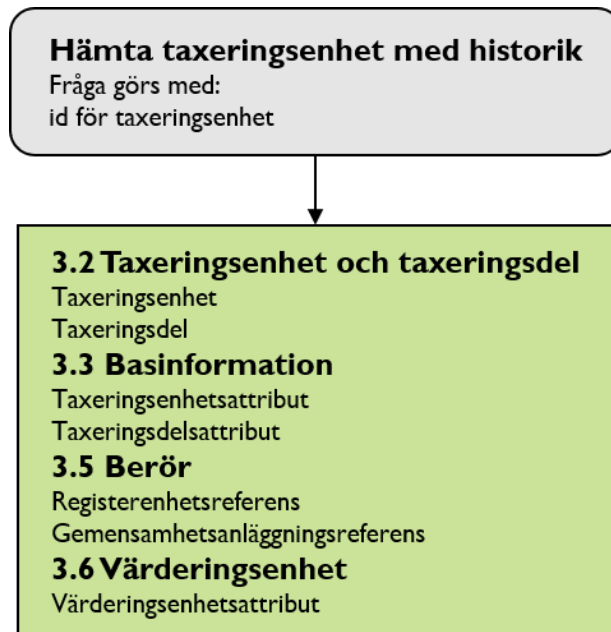 Hämta taxeringsenhet med historik
Fråga görs med:
id för taxeringsenhet
3.2 Taxeringsenhet och taxeringsdel
Taxeringsenhet
Taxeringsdel
3.3 Basinformation
Taxeringsenhetsattribut
Taxeringsdelsattribut
3.5 Berör
Registerenhetsreferens
Gemensamhetsanläggningsreferens
3.6 Värderingsenhet
Värderingsenhetsattribut